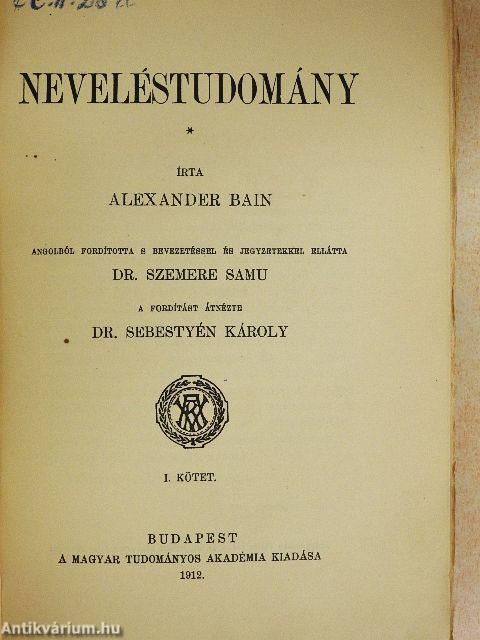 NEVELÉSTUDOMÁNY
*
ÍRTA
ALEXANDER BAIN
ANGOLBÓL FORDÍTOTTA S BEVEZETÉSSEL ÉS JEGYZETEKKEL ELLÁTTA
DR. SZEMERE SAMU
A FORDÍTÁST ÁTNÉZTE
DR. SEBESTYÉN KÁROLY
I. KÖTET.
BUDAPEST
A MAGYAR TUDOMÁNYOS AKADÉMIA KIADÁSA
1912.
Antikvárium.hu